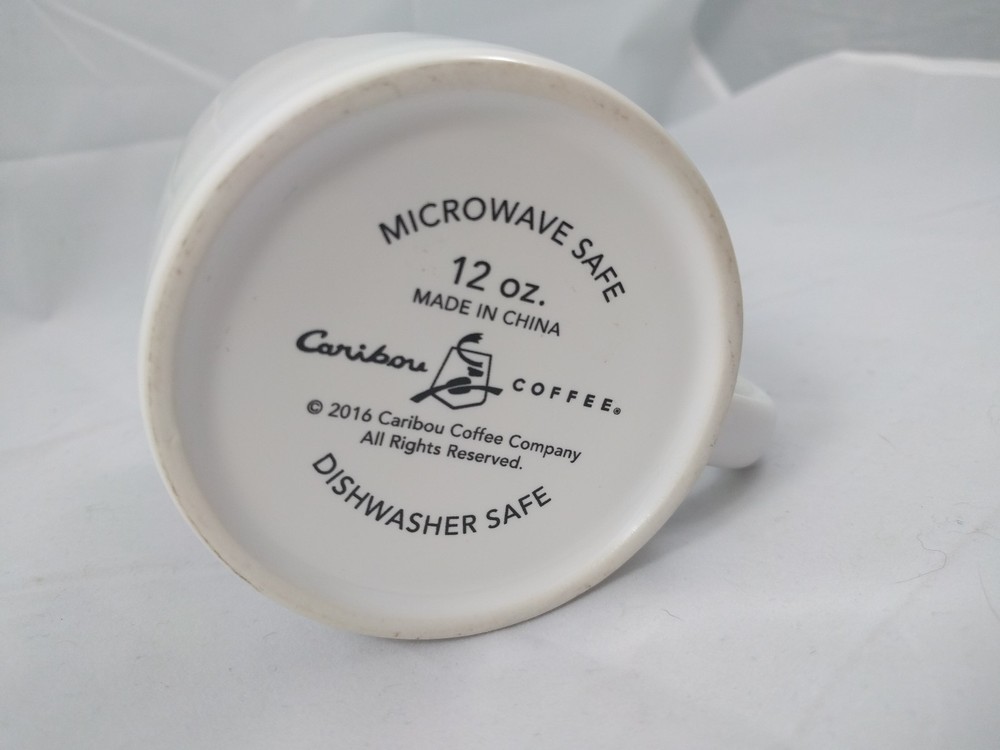 MICROWAVE SAFE
12 oz.
MADE IN CHINA
Caribou COFFEE®
© 2016 Caribou Coffee Company
All Rights Reserved.
DISHWASHER SAFE